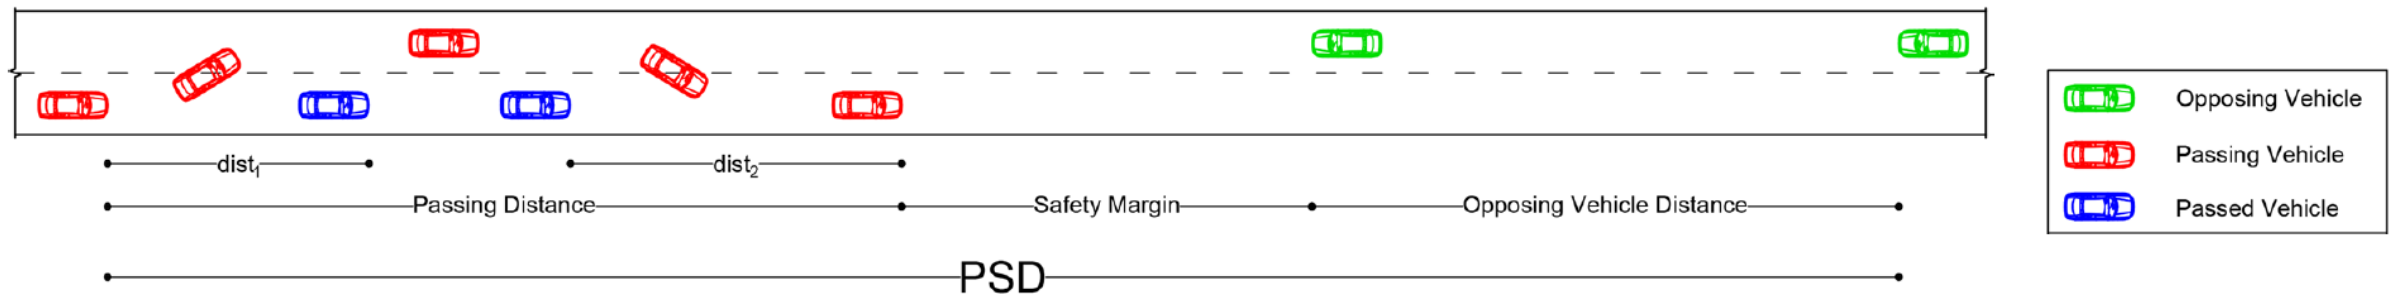 dist₁
dist₂
Passing Distance
Safety Margin
Opposing Vehicle Distance
PSD
Opposing Vehicle
Passing Vehicle
Passed Vehicle